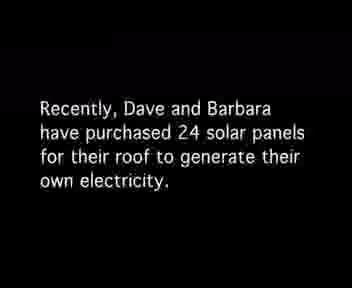 Recently, Dave and Barbara
have purchased 24 solar panels
for their roof to generate their
own electricity.